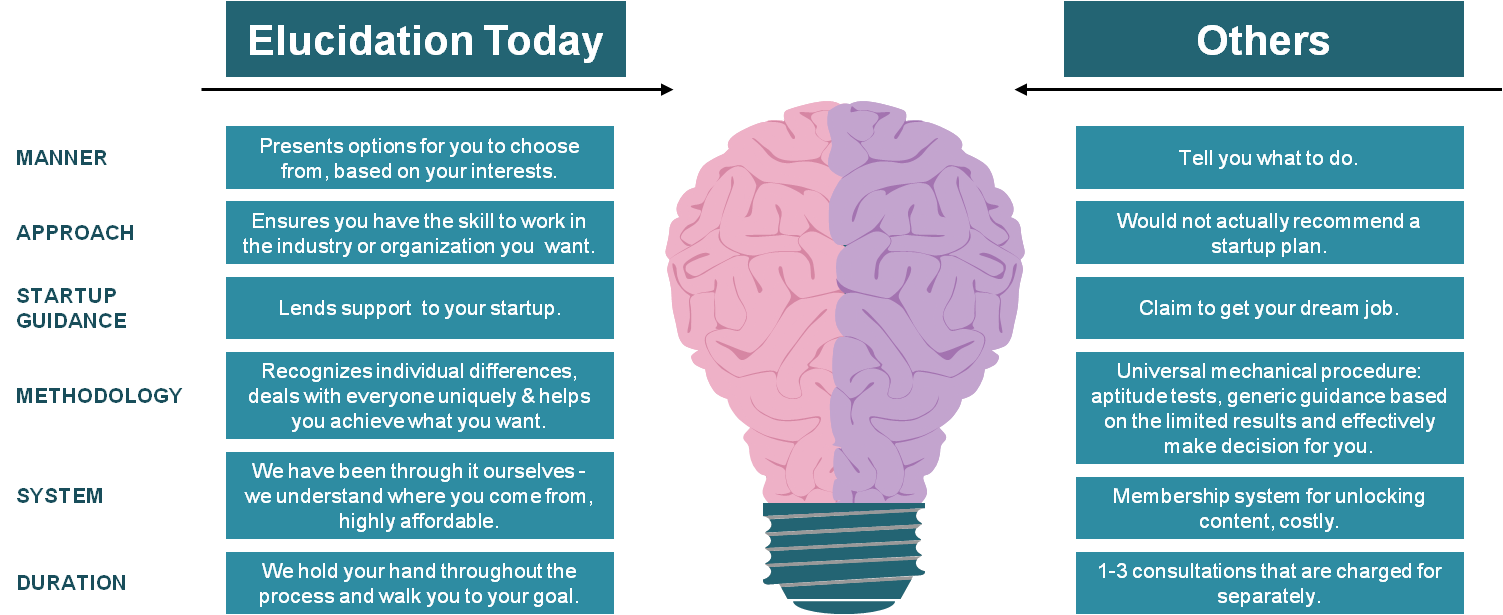 Elucidation Today
Others
MANNER
Presents options for you to choose
from, based on your interests.
Tell you what to do.
APPROACH
Ensures you have the skill to work in
the industry or organization you  want.
Would not actually recommend a
startup plan.
STARTUP
GUIDANCE
Lends support  to your startup.
Claim to get your dream job.
METHODOLOGY
Recognizes individual differences,
deals with everyone uniquely & helps
you achieve what you want.
Universal mechanical procedure:
aptitude tests, generic guidance based
on the limited results and effectively
make decision for you.
SYSTEM
We have been through it ourselves -
we understand where you come from,
highly affordable.
Membership system for unlocking
content, costly.
DURATION
We hold your hand throughout the
process and walk you to your goal.
1-3 consultations that are charged for
separately.